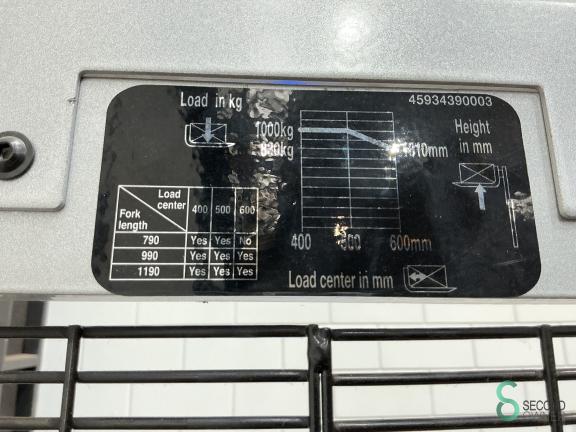 Load in kg
45934390003
1000kg
Height
in mm
400 600mm
Load center in mm
Load
center 400 500 600
Fork
length
790 Yes Yes No
990 Yes Yes Yes
1190 Yes Yes Yes
SECOND